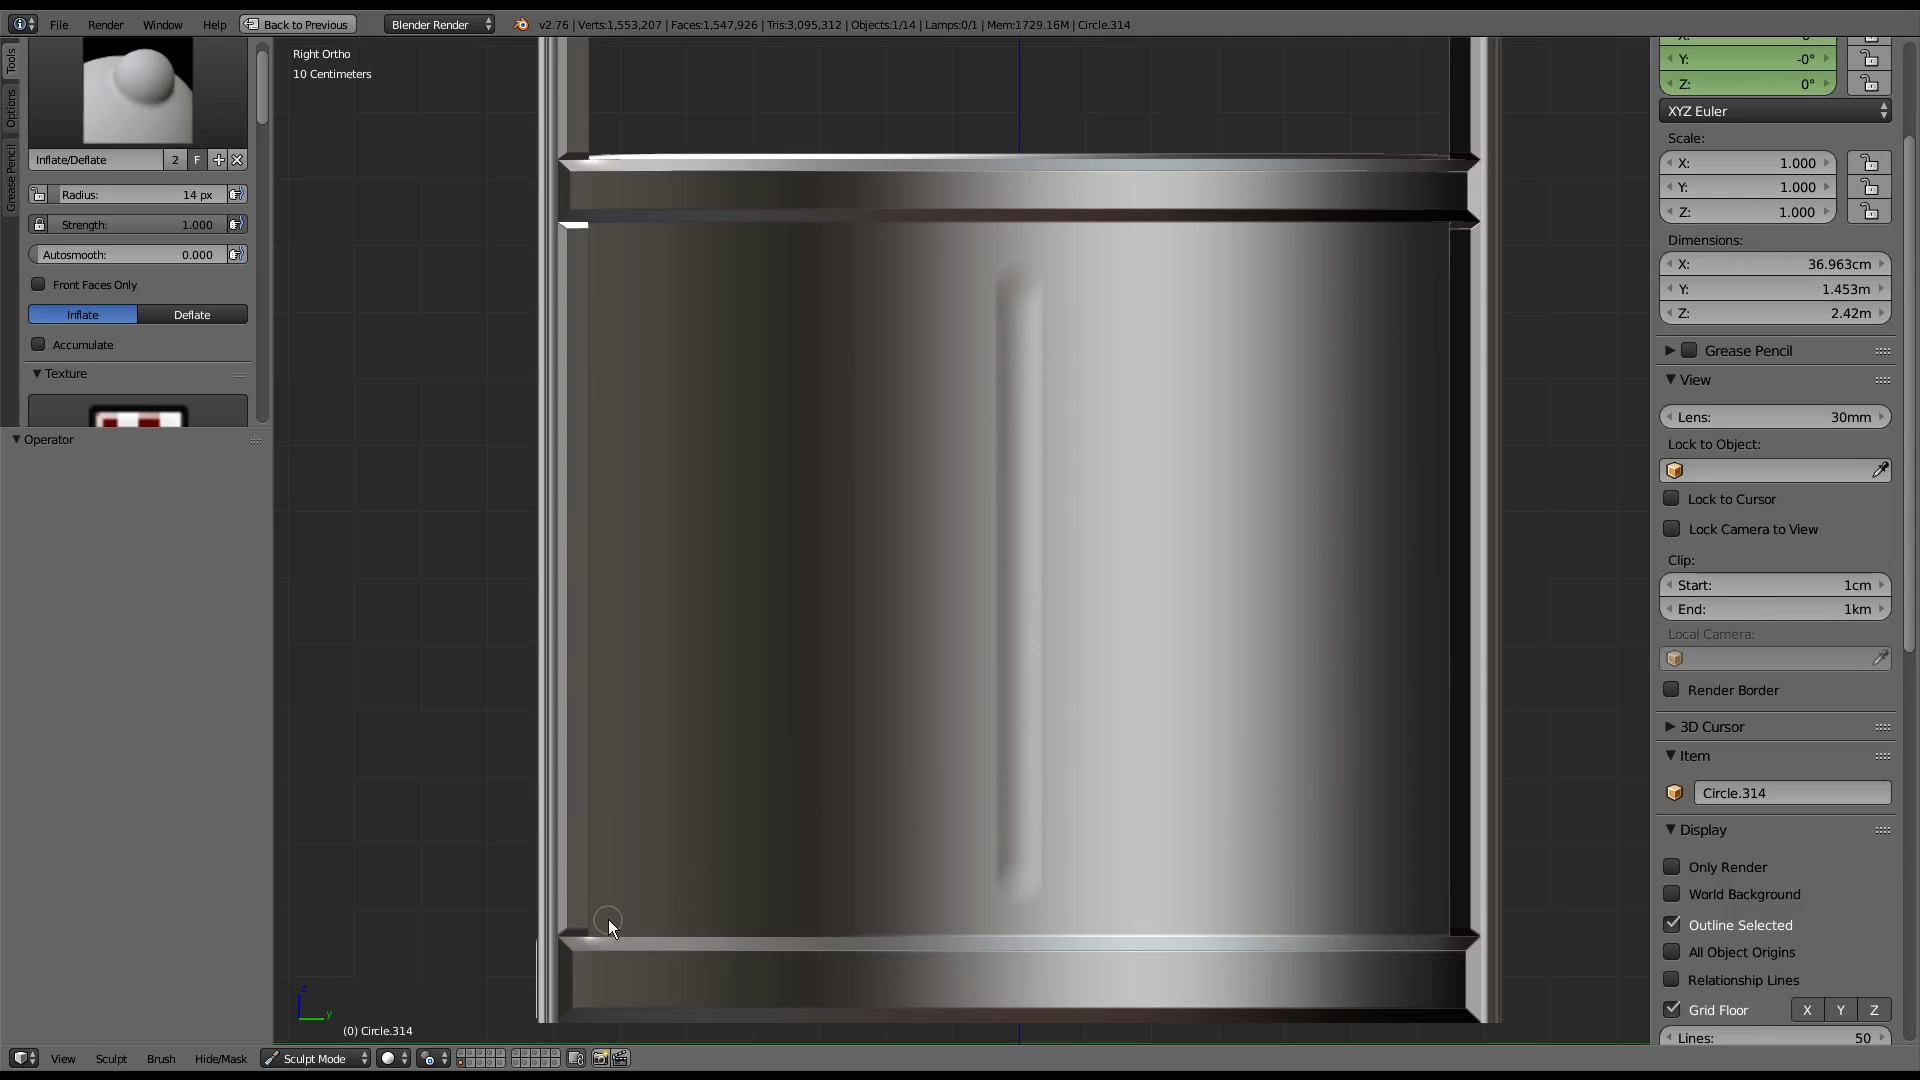 File Render Window Help Back to Previous Blender Render v2.76 | Verts:1,553,207 | Faces:1,547,926 | Tris:3,095,312 | Objects:1/14 | Lamps:0/1 | Mem:1729.16M | Circle.314
Tools
Options
Grease Pencil
Inflate/Deflate 2 F
Radius: 14 px
Strength: 1.000
Autosmooth: 0.000
Front Faces Only
Inflate Deflate
Accumulate
Texture
Operator
Right Ortho
10 Centimeters
z
y
(0) Circle.314
Y: -0°
Z: 0°
XYZ Euler
Scale:
X: 1.000
Y: 1.000
Z: 1.000
Dimensions:
X: 36.963cm
Y: 1.453m
Z: 2.42m
Grease Pencil
View
Lens: 30mm
Lock to Object:
Lock to Cursor
Lock Camera to View
Clip:
Start: 1cm
End: 1km
Local Camera:
Render Border
3D Cursor
Item
Circle.314
Display
Only Render
World Background
Outline Selected
All Object Origins
Relationship Lines
Grid Floor X Y Z
Lines: 50
View Sculpt Brush Hide/Mask Sculpt Mode